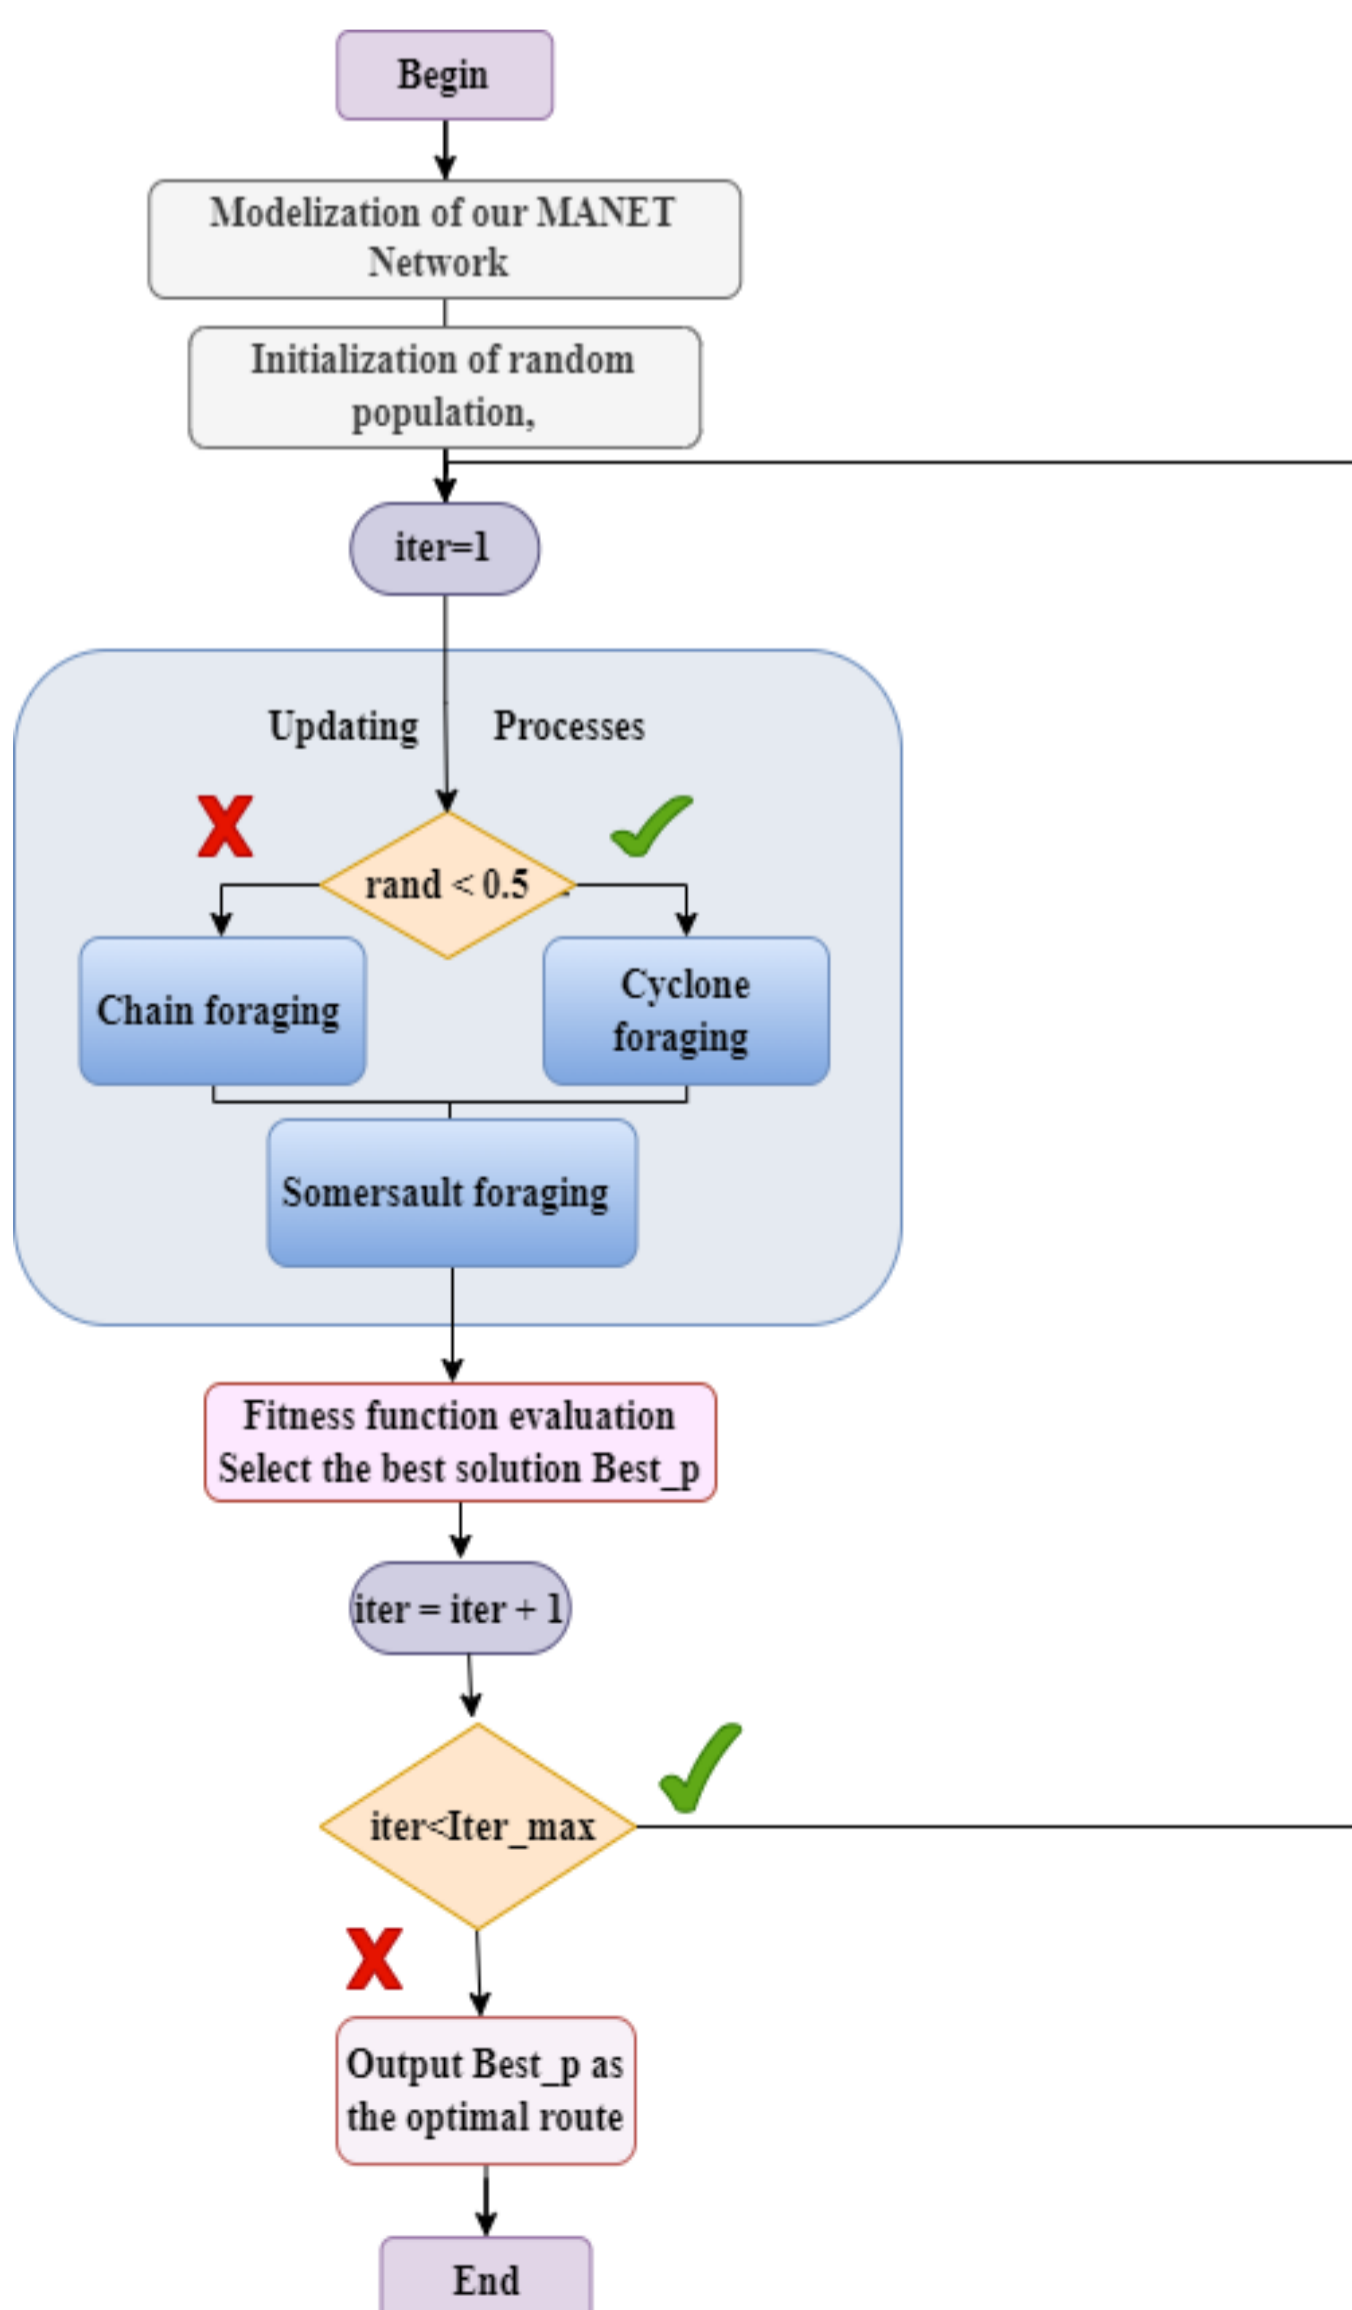 Begin
Modelization of our MANET
Network
Initialization of random
population,
iter=1
Updating Processes
rand < 0.5
Chain foraging
Cyclone
foraging
Somersault foraging
Fitness function evaluation
Select the best solution Best_p
iter = iter + 1
iter<Iter_max
Output Best_p as
the optimal route
End